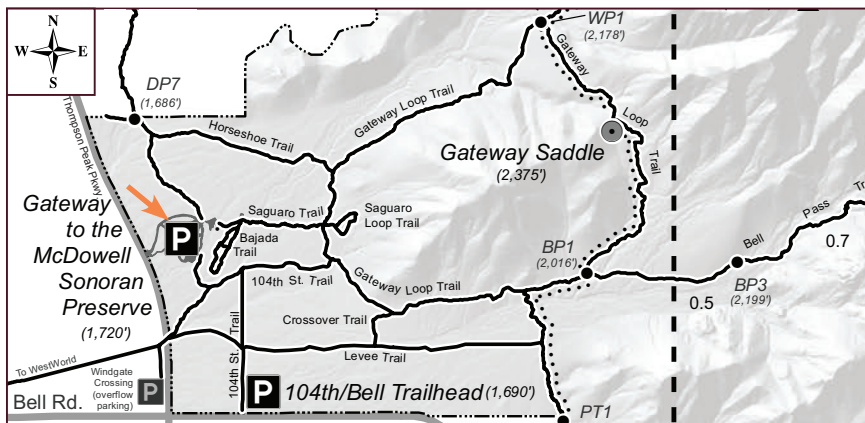 N
W E
S
WP1
(2,178')
Gateway
Loop
Trail
DP7
(1,686')
Thompson Peak Pkwy.
Horseshoe Trail
Gateway Loop Trail
Gateway Saddle
(2,375')
Gateway
to the
McDowell
Sonoran
Preserve
(1,720')
P
Saguaro Trail
Saguaro
Loop Trail
Bajada
Trail
104th St. Trail
Gateway Loop Trail
BP1
(2,016')
Bell
Pass
Tr
0.7
BP3
(2,199')
0.5
Crossover Trail
Levee Trail
104th St. Trail
To WestWorld
Windgate
Crossing
(overflow
parking)
P
P
104th/Bell Trailhead (1,690')
Bell Rd.
PT1